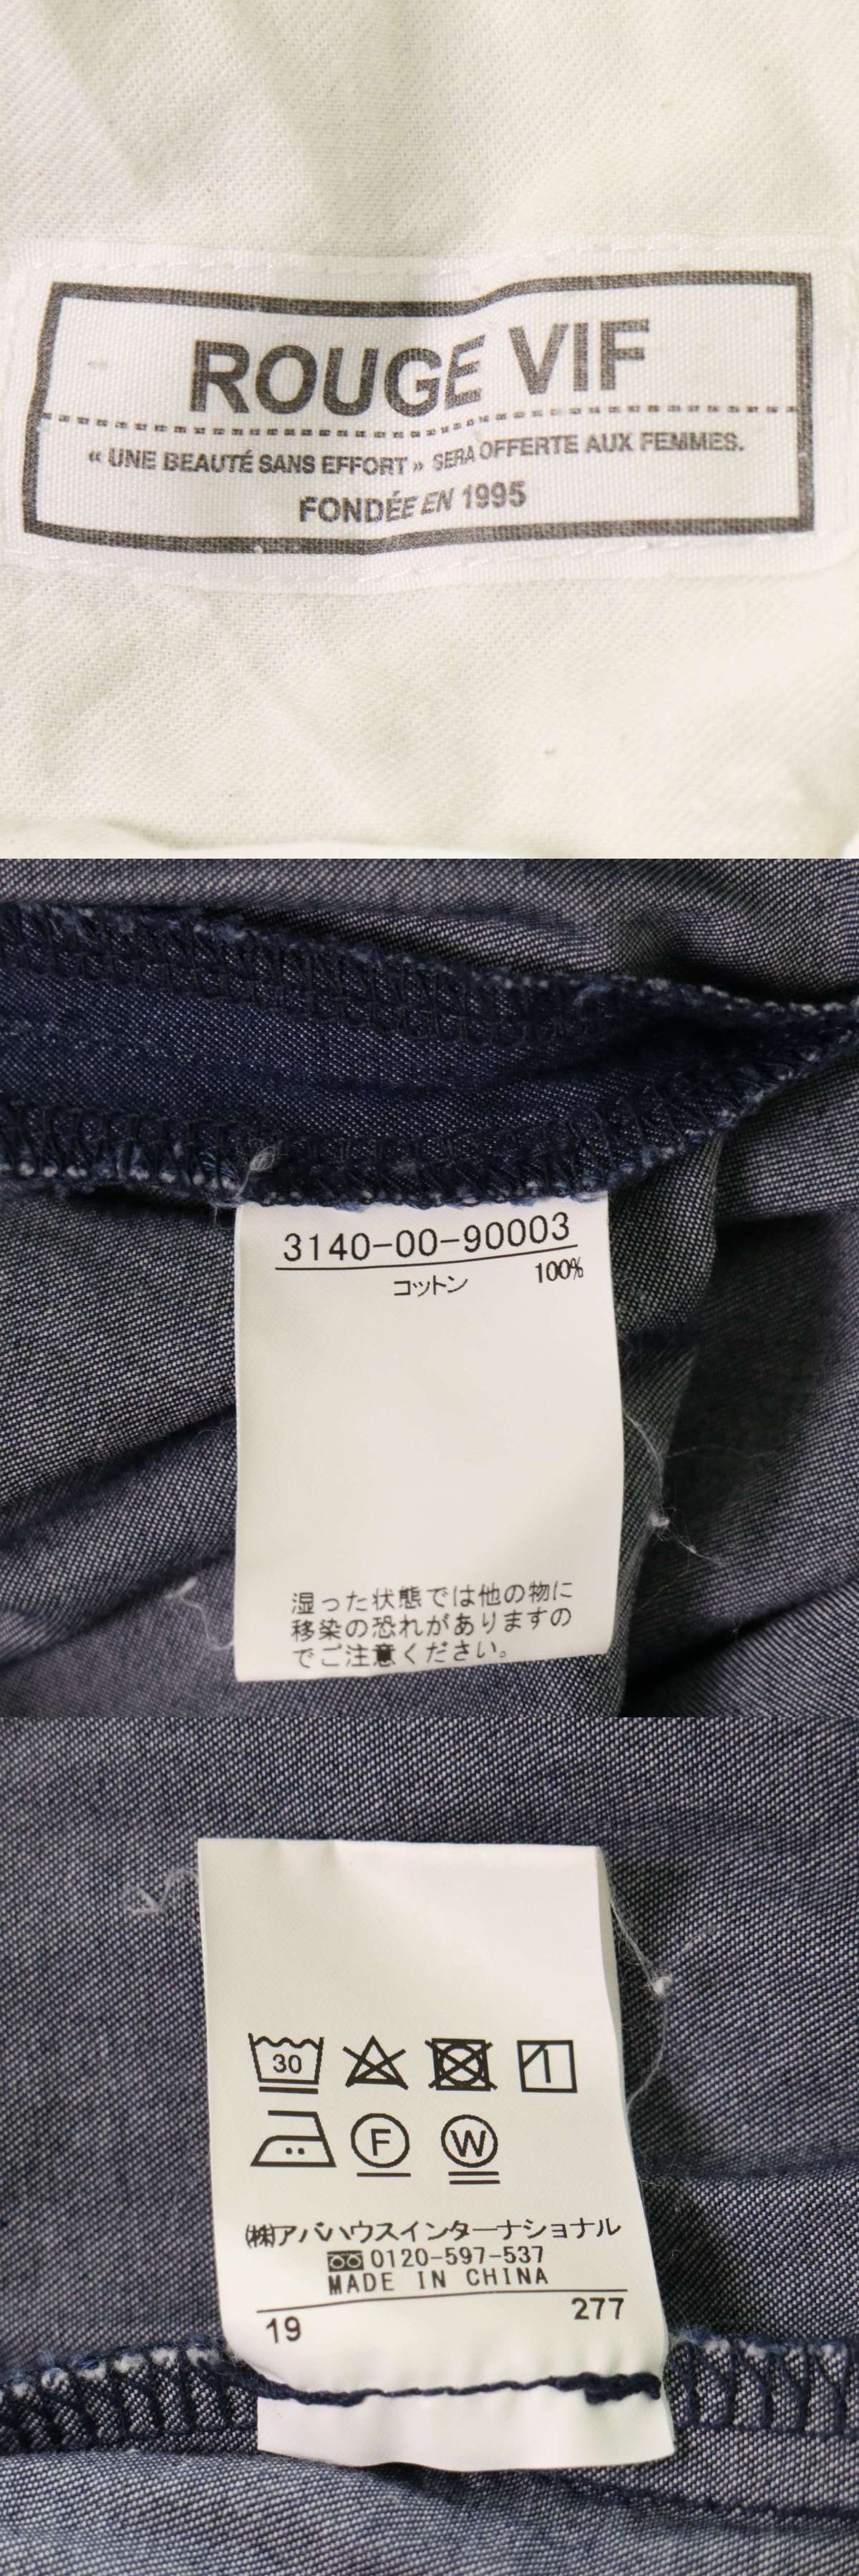 ROUGE VIF
« UNE BEAUTÉ SANS EFFORT » SERA OFFERTE AUX FEMMES.
FONDÉE EN 1995
3140-00-90003
コットン 100%
湿った状態では他の物に
移染の恐れがありますの
でご注意ください。
30
F W
㈱アバハウスインターナショナル
0120-597-537
MADE IN CHINA
19 277